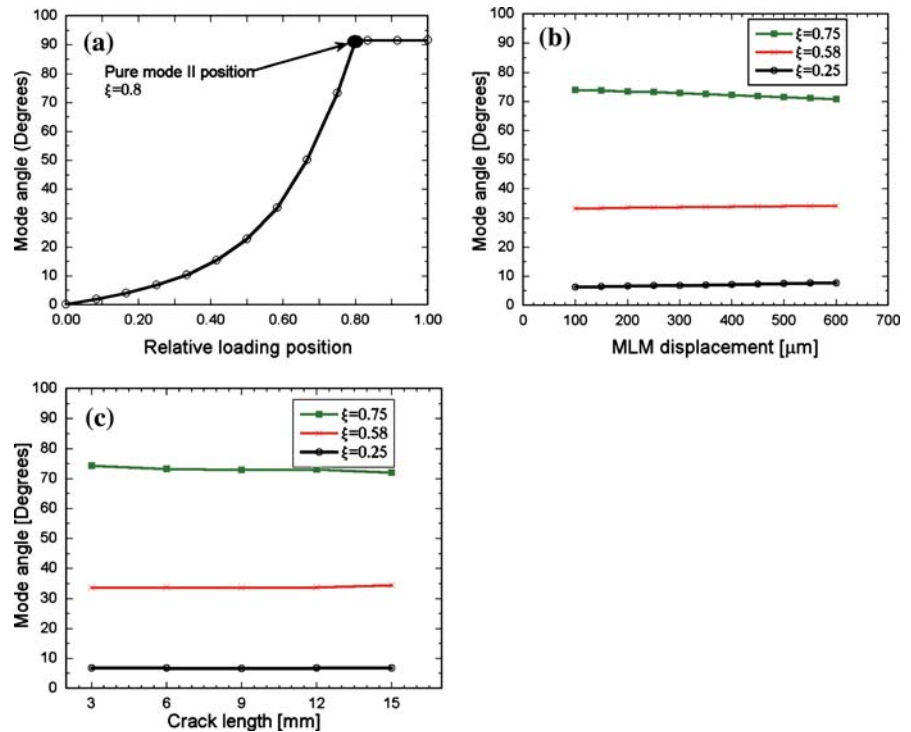 (a)
100
90
80
70
60
50
40
30
20
10
0
Mode angle (Degrees)
Pure mode II position
ξ=0.8
0.00 0.20 0.40 0.60 0.80 1.00
Relative loading position
(b)
ξ=0.75
ξ=0.58
ξ=0.25
100
90
80
70
60
50
40
30
20
10
0
Mode angle [Degrees]
0 100 200 300 400 500 600 700
MLM displacement [μm]
(c)
ξ=0.75
ξ=0.58
ξ=0.25
100
90
80
70
60
50
40
30
20
10
0
Mode angle [Degrees]
3 6 9 12 15
Crack length [mm]